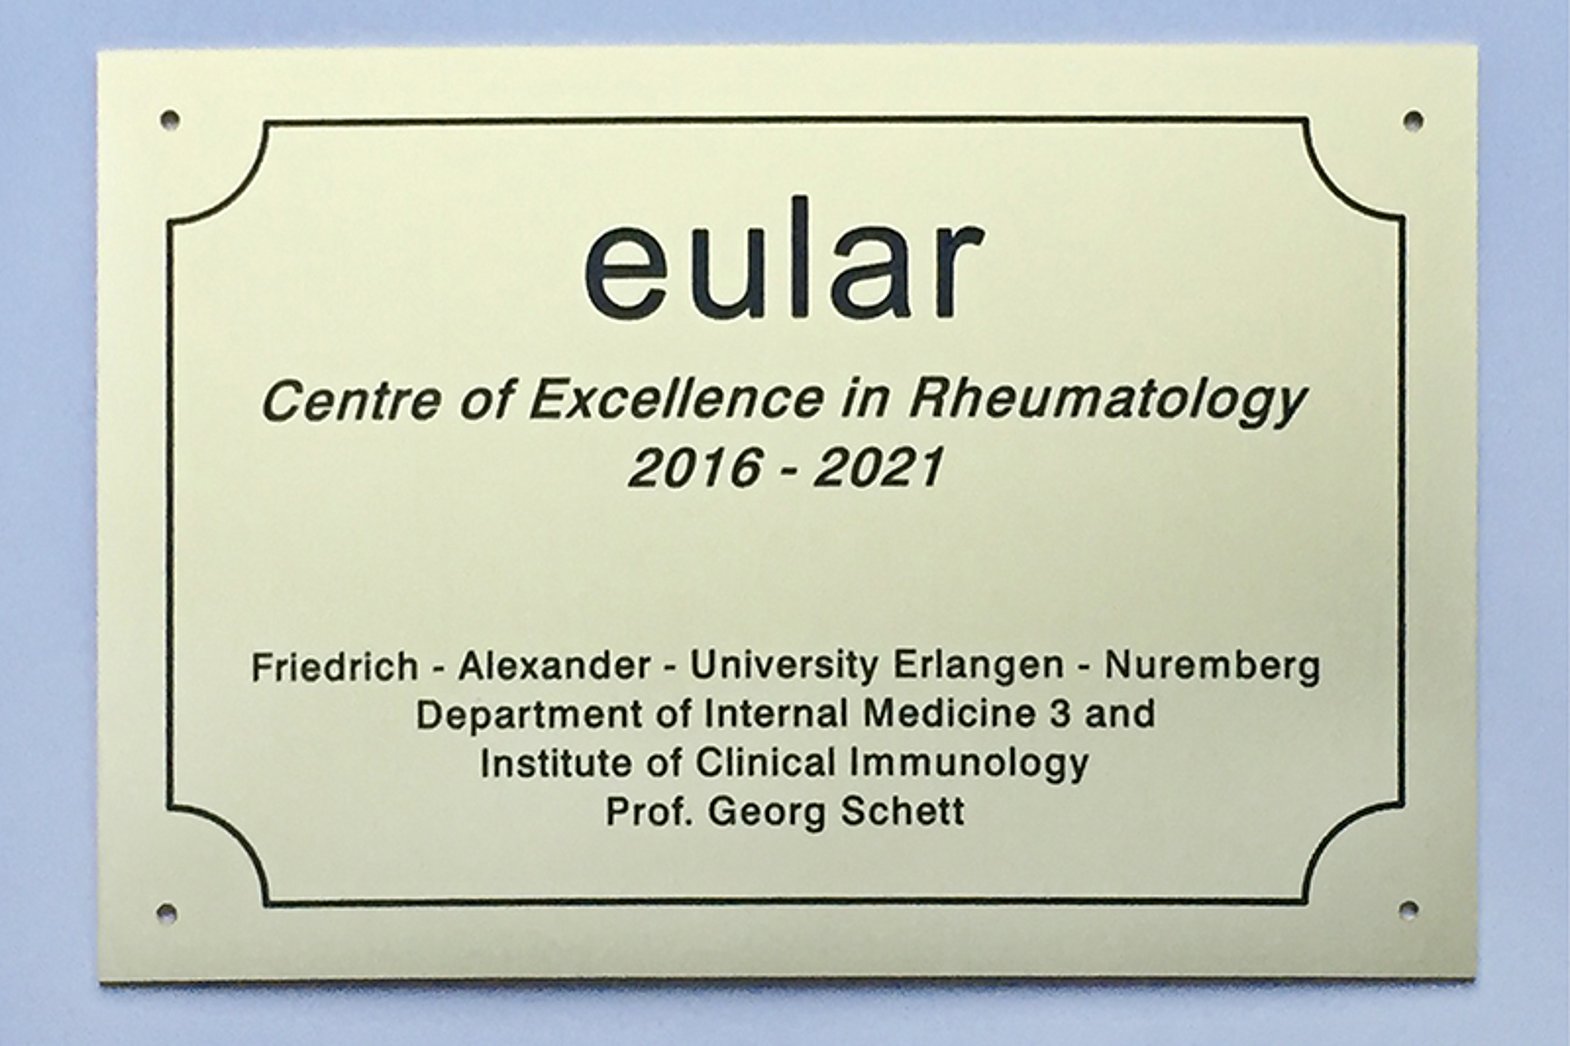 eular
Centre of Excellence in Rheumatology
2016 - 2021
Friedrich - Alexander - University Erlangen - Nuremberg
Department of Internal Medicine 3 and
Institute of Clinical Immunology
Prof. Georg Schett